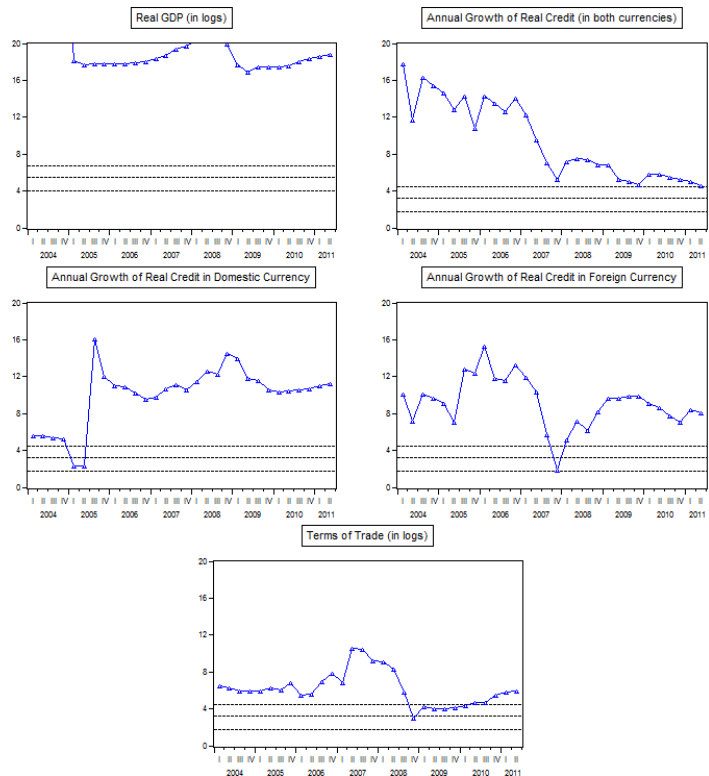 Real GDP (in logs)
Annual Growth of Real Credit (in both currencies)
20
16
12
8
4
0
I II III IV I II III IV I II III IV I II III IV I II III IV I II III IV I II III IV I II
2004 2005 2006 2007 2008 2009 2010 2011
20
16
12
8
4
0
I II III IV I II III IV I II III IV I II III IV I II III IV I II III IV I II III IV I II
2004 2005 2006 2007 2008 2009 2010 2011
Annual Growth of Real Credit in Domestic Currency
Annual Growth of Real Credit in Foreign Currency
20
16
12
8
4
0
I II III IV I II III IV I II III IV I II III IV I II III IV I II III IV I II III IV I II
2004 2005 2006 2007 2008 2009 2010 2011
20
16
12
8
4
0
I II III IV I II III IV I II III IV I II III IV I II III IV I II III IV I II III IV I II
2004 2005 2006 2007 2008 2009 2010 2011
Terms of Trade (in logs)
20
16
12
8
4
0
I II III IV I II III IV I II III IV I II III IV I II III IV I II III IV I II III IV I II
2004 2005 2006 2007 2008 2009 2010 2011